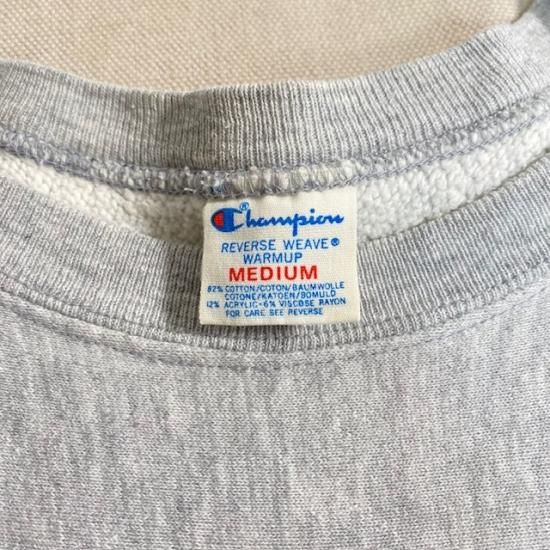 Champion®
REVERSE WEAVE®
WARMUP
MEDIUM
82% COTTON/COTON/BAUMWOLLE
COTONE/KATOEN/BOMULD
12% ACRYLIC·6% VISCOSE RAYON
FOR CARE SEE REVERSE